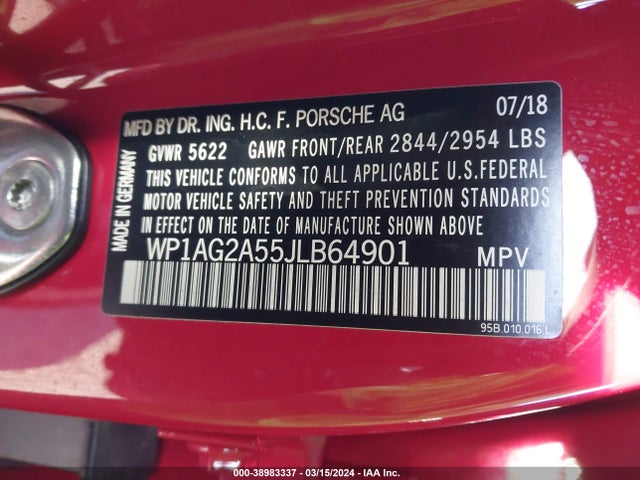 MADE IN GERMANY
MFD BY DR. ING. H.C. F. PORSCHE AG 07/18
GVWR 5622 GAWR FRONT/REAR 2844/2954 LBS
THIS VEHICLE CONFORMS TO ALL APPLICABLE U.S.FEDERAL
MOTOR VEHICLE SAFETY AND THEFT PREVENTION STANDARDS
IN EFFECT ON THE DATE OF MANUFACTURE SHOWN ABOVE.
WP1AG2A55JLB64901 MPV
95B.010.016 L
© - #38983337 - 03/15/2024 - IAA Inc.